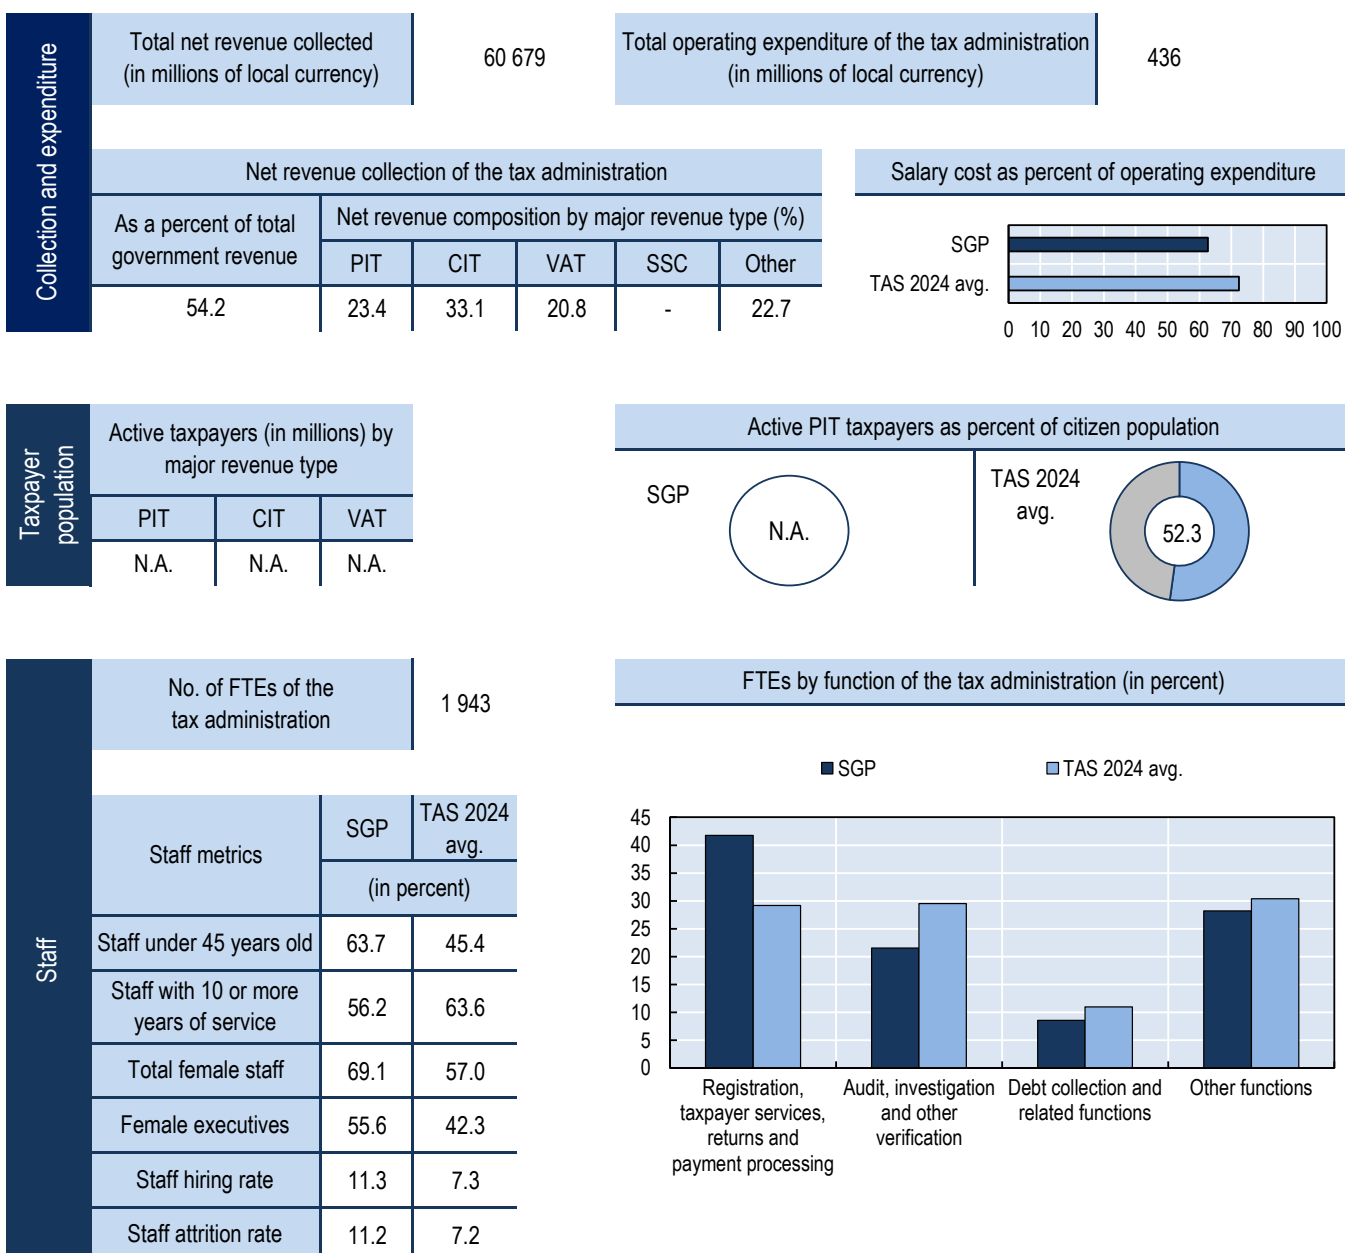 Collection and expenditure
Total net revenue collected
(in millions of local currency)
60 679
Total operating expenditure of the tax administration
(in millions of local currency)
436
Net revenue collection of the tax administration
As a percent of total
government revenue
Net revenue composition by major revenue type (%)
PIT CIT VAT SSC Other
54.2 23.4 33.1 20.8 - 22.7
Salary cost as percent of operating expenditure
SGP
TAS 2024 avg.
0 10 20 30 40 50 60 70 80 90 100
Taxpayer
population
Active taxpayers (in millions) by
major revenue type
PIT CIT VAT
N.A. N.A. N.A.
Active PIT taxpayers as percent of citizen population
SGP
N.A.
TAS 2024
avg.
52.3
Staff
No. of FTEs of the
tax administration
1 943
Staff metrics
SGP
TAS 2024
avg.
(in percent)
Staff under 45 years old 63.7 45.4
Staff with 10 or more
years of service
56.2 63.6
Total female staff 69.1 57.0
Female executives 55.6 42.3
Staff hiring rate 11.3 7.3
Staff attrition rate 11.2 7.2
FTEs by function of the tax administration (in percent)
SGP
TAS 2024 avg.
45
40
35
30
25
20
15
10
5
0
Registration,
taxpayer services,
returns and
payment processing
Audit, investigation
and other
verification
Debt collection and
related functions
Other functions